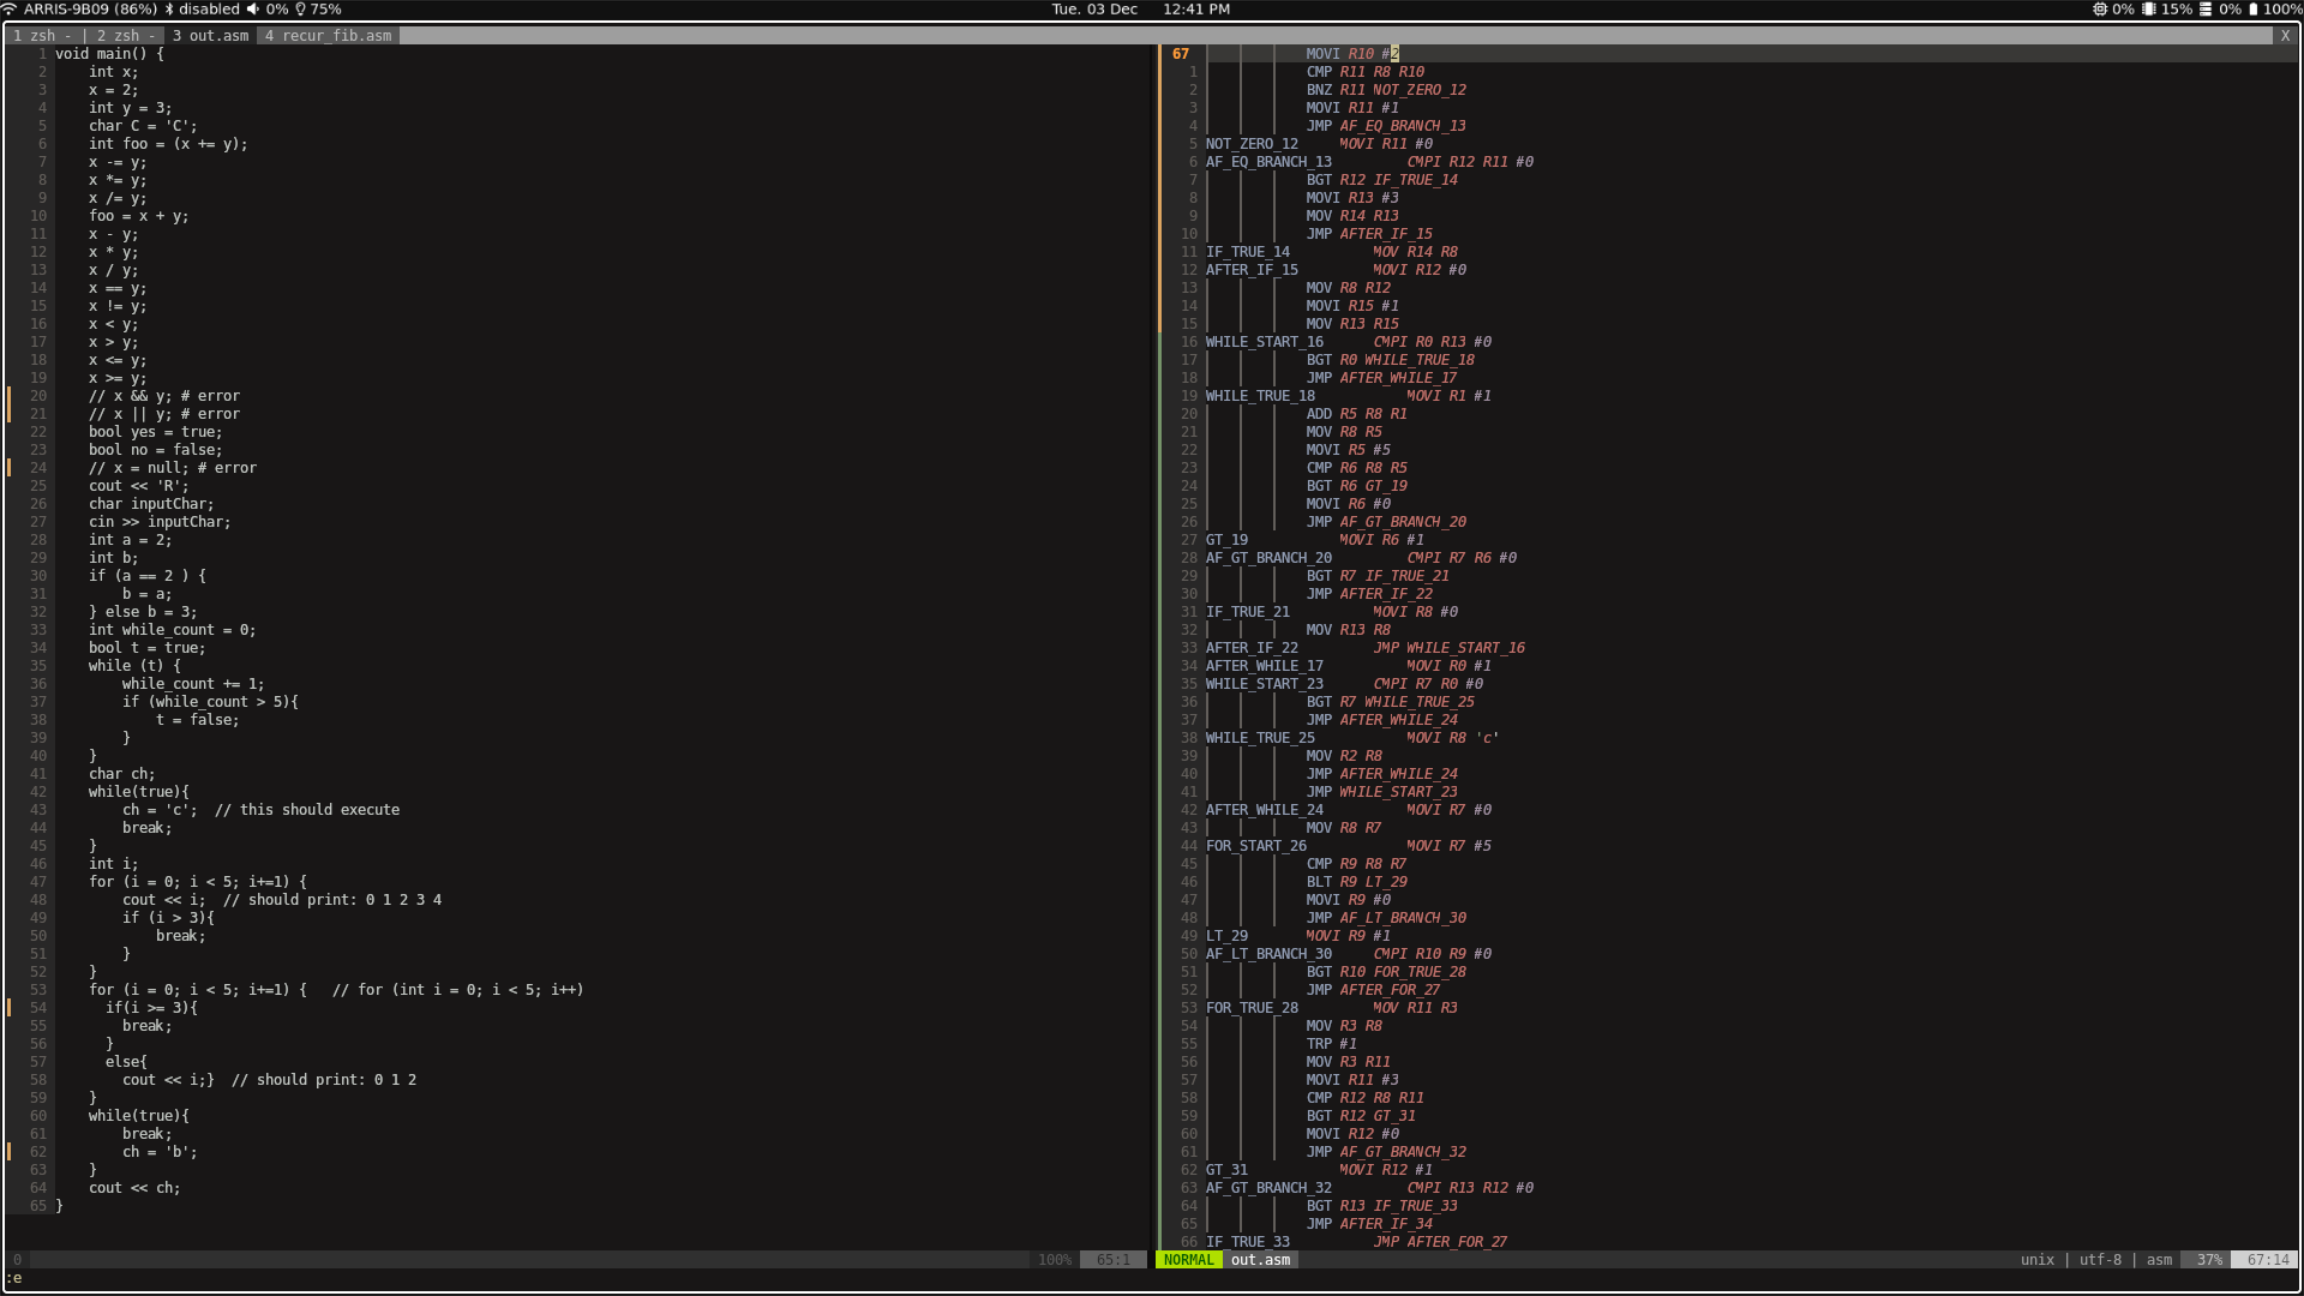 ARRIS-9B09 (86%) disabled 0% 75% Tue. 03 Dec 12:41 PM 0% 15% 0% 100%
1 zsh - | 2 zsh - 3 out.asm 4 recur_fib.asm X
1 void main() {
2 int x;
3 x = 2;
4 int y = 3;
5 char C = 'C';
6 int foo = (x += y);
7 x -= y;
8 x *= y;
9 x /= y;
10 foo = x + y;
11 x - y;
12 x * y;
13 x / y;
14 x == y;
15 x != y;
16 x < y;
17 x > y;
18 x <= y;
19 x >= y;
20 // x && y; # error
21 // x || y; # error
22 bool yes = true;
23 bool no = false;
24 // x = null; # error
25 cout << 'R';
26 char inputChar;
27 cin >> inputChar;
28 int a = 2;
29 int b;
30 if (a == 2 ) {
31 b = a;
32 } else b = 3;
33 int while_count = 0;
34 bool t = true;
35 while (t) {
36 while_count += 1;
37 if (while_count > 5){
38 t = false;
39 }
40 }
41 char ch;
42 while(true){
43 ch = 'c';  // this should execute
44 break;
45 }
46 int i;
47 for (i = 0; i < 5; i+=1) {
48 cout << i;  // should print: 0 1 2 3 4
49 if (i > 3){
50 break;
51 }
52 }
53 for (i = 0; i < 5; i+=1) {   // for (int i = 0; i < 5; i++)
54 if(i >= 3){
55 break;
56 }
57 else{
58 cout << i;}  // should print: 0 1 2
59 }
60 while(true){
61 break;
62 ch = 'b';
63 }
64 cout << ch;
65 }
0 100% 65:1
67 MOVI R10 #2
1 CMP R11 R8 R10
2 BNZ R11 NOT_ZERO_12
3 MOVI R11 #1
4 JMP AF_EQ_BRANCH_13
5 NOT_ZERO_12 MOVI R11 #0
6 AF_EQ_BRANCH_13 CMPI R12 R11 #0
7 BGT R12 IF_TRUE_14
8 MOVI R13 #3
9 MOV R14 R13
10 JMP AFTER_IF_15
11 IF_TRUE_14 MOV R14 R8
12 AFTER_IF_15 MOVI R12 #0
13 MOV R8 R12
14 MOVI R15 #1
15 MOV R13 R15
16 WHILE_START_16 CMPI R0 R13 #0
17 BGT R0 WHILE_TRUE_18
18 JMP AFTER_WHILE_17
19 WHILE_TRUE_18 MOVI R1 #1
20 ADD R5 R8 R1
21 MOV R8 R5
22 MOVI R5 #5
23 CMP R6 R8 R5
24 BGT R6 GT_19
25 MOVI R6 #0
26 JMP AF_GT_BRANCH_20
27 GT_19 MOVI R6 #1
28 AF_GT_BRANCH_20 CMPI R7 R6 #0
29 BGT R7 IF_TRUE_21
30 JMP AFTER_IF_22
31 IF_TRUE_21 MOVI R8 #0
32 MOV R13 R8
33 AFTER_IF_22 JMP WHILE_START_16
34 AFTER_WHILE_17 MOVI R0 #1
35 WHILE_START_23 CMPI R7 R0 #0
36 BGT R7 WHILE_TRUE_25
37 JMP AFTER_WHILE_24
38 WHILE_TRUE_25 MOVI R8 'c'
39 MOV R2 R8
40 JMP AFTER_WHILE_24
41 JMP WHILE_START_23
42 AFTER_WHILE_24 MOVI R7 #0
43 MOV R8 R7
44 FOR_START_26 MOVI R7 #5
45 CMP R9 R8 R7
46 BLT R9 LT_29
47 MOVI R9 #0
48 JMP AF_LT_BRANCH_30
49 LT_29 MOVI R9 #1
50 AF_LT_BRANCH_30 CMPI R10 R9 #0
51 BGT R10 FOR_TRUE_28
52 JMP AFTER_FOR_27
53 FOR_TRUE_28 MOV R11 R3
54 MOV R3 R8
55 TRP #1
56 MOV R3 R11
57 MOVI R11 #3
58 CMP R12 R8 R11
59 BGT R12 GT_31
60 MOVI R12 #0
61 JMP AF_GT_BRANCH_32
62 GT_31 MOVI R12 #1
63 AF_GT_BRANCH_32 CMPI R13 R12 #0
64 BGT R13 IF_TRUE_33
65 JMP AFTER_IF_34
66 IF_TRUE_33 JMP AFTER_FOR_27
NORMAL out.asm unix | utf-8 | asm 37% 67:14
:e